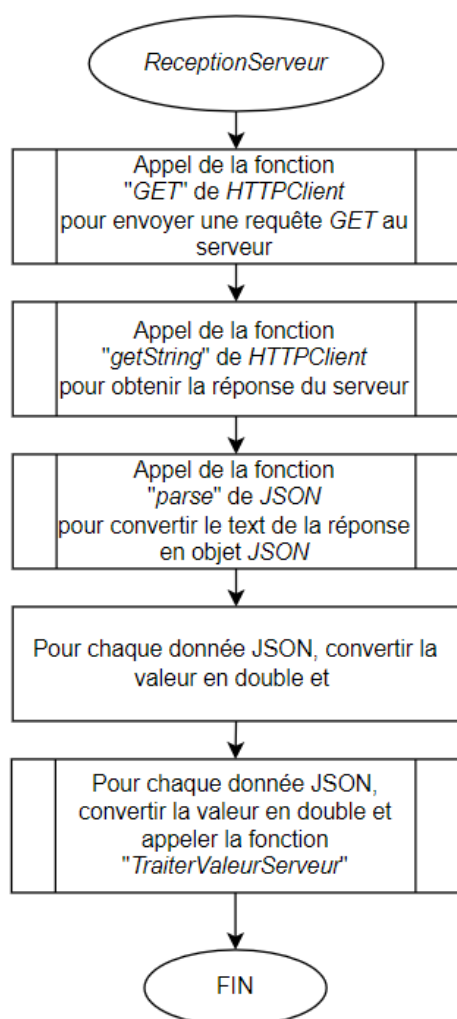 ReceptionServeur
Appel de la fonction
"GET" de HTTPClient
pour envoyer une requête GET au
serveur
Appel de la fonction
"getString" de HTTPClient
pour obtenir la réponse du serveur
Appel de la fonction
"parse" de JSON
pour convertir le text de la réponse
en objet JSON
Pour chaque donnée JSON, convertir la
valeur en double et
Pour chaque donnée JSON,
convertir la valeur en double et
appeler la fonction
"TraiterValeurServeur"
FIN